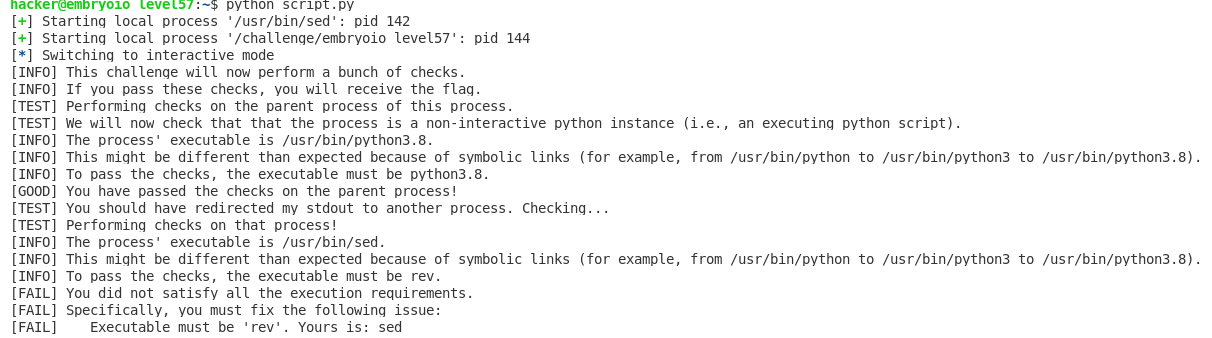 hacker@embryoio_level57:~$ python script.py
[+] Starting local process '/usr/bin/sed': pid 142
[+] Starting local process '/challenge/embryoio_level57': pid 144
[*] Switching to interactive mode
[INFO] This challenge will now perform a bunch of checks.
[INFO] If you pass these checks, you will receive the flag.
[TEST] Performing checks on the parent process of this process.
[TEST] We will now check that that the process is a non-interactive python instance (i.e., an executing python script).
[INFO] The process' executable is /usr/bin/python3.8.
[INFO] This might be different than expected because of symbolic links (for example, from /usr/bin/python to /usr/bin/python3 to /usr/bin/python3.8).
[INFO] To pass the checks, the executable must be python3.8.
[GOOD] You have passed the checks on the parent process!
[TEST] You should have redirected my stdout to another process. Checking...
[TEST] Performing checks on that process!
[INFO] The process' executable is /usr/bin/sed.
[INFO] This might be different than expected because of symbolic links (for example, from /usr/bin/python to /usr/bin/python3 to /usr/bin/python3.8).
[INFO] To pass the checks, the executable must be rev.
[FAIL] You did not satisfy all the execution requirements.
[FAIL] Specifically, you must fix the following issue:
[FAIL]    Executable must be 'rev'. Yours is: sed